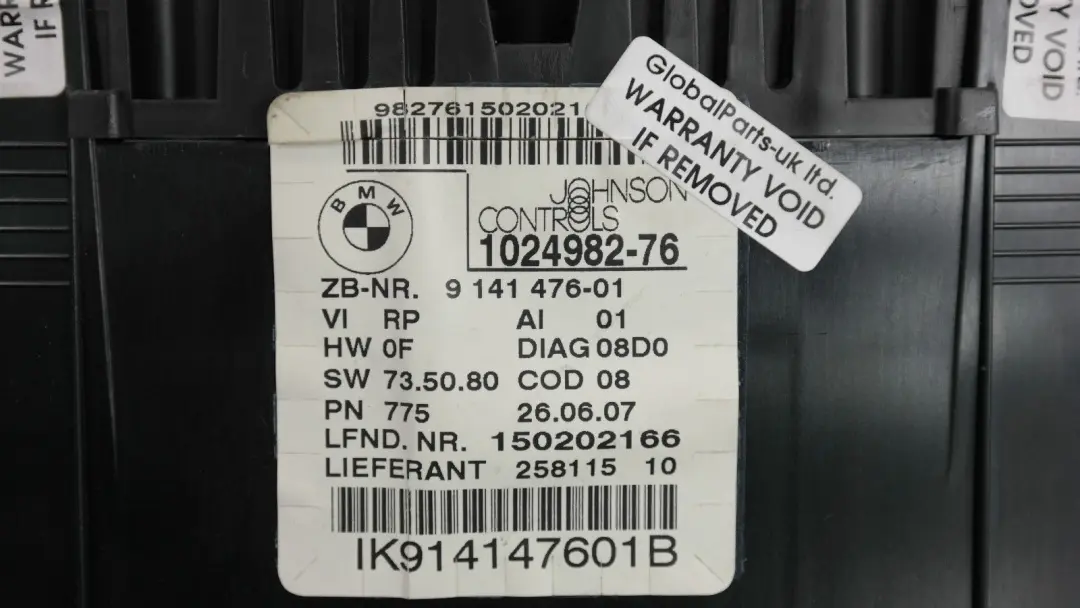 982761502021
BMW
JOHNSON
CONTROLS
1024982-76
ZB-NR. 9 141 476-01
VI RP AI 01
HW 0F DIAG 08D0
SW 73.50.80 COD 08
PN 775 26.06.07
LFND. NR. 150202166
LIEFERANT 258115 10
IK914147601B
GlobalParts-uk ltd.
WARRANTY VOID
IF REMOVED
WARR
IF R
Y VOID
OVED